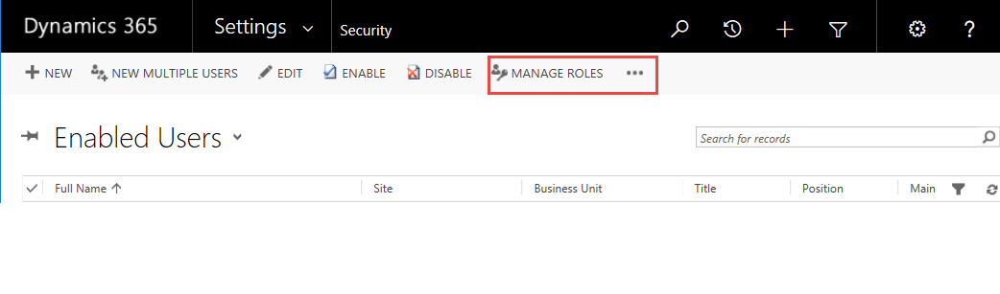 Dynamics 365 Settings Security ?
NEW NEW MULTIPLE USERS EDIT ENABLE DISABLE MANAGE ROLES •••
Enabled Users
Search for records
Full Name Site Business Unit Title Position Main